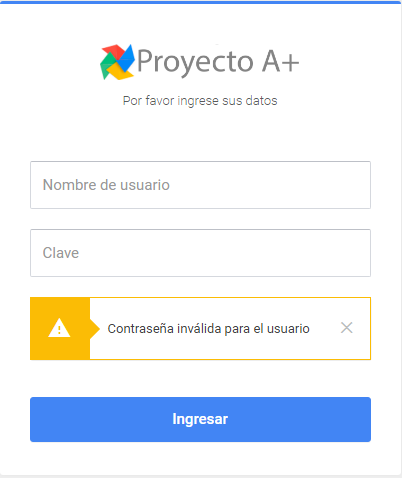 Proyecto A+
Por favor ingrese sus datos
Nombre de usuario
Clave
Contraseña inválida para el usuario
Ingresar